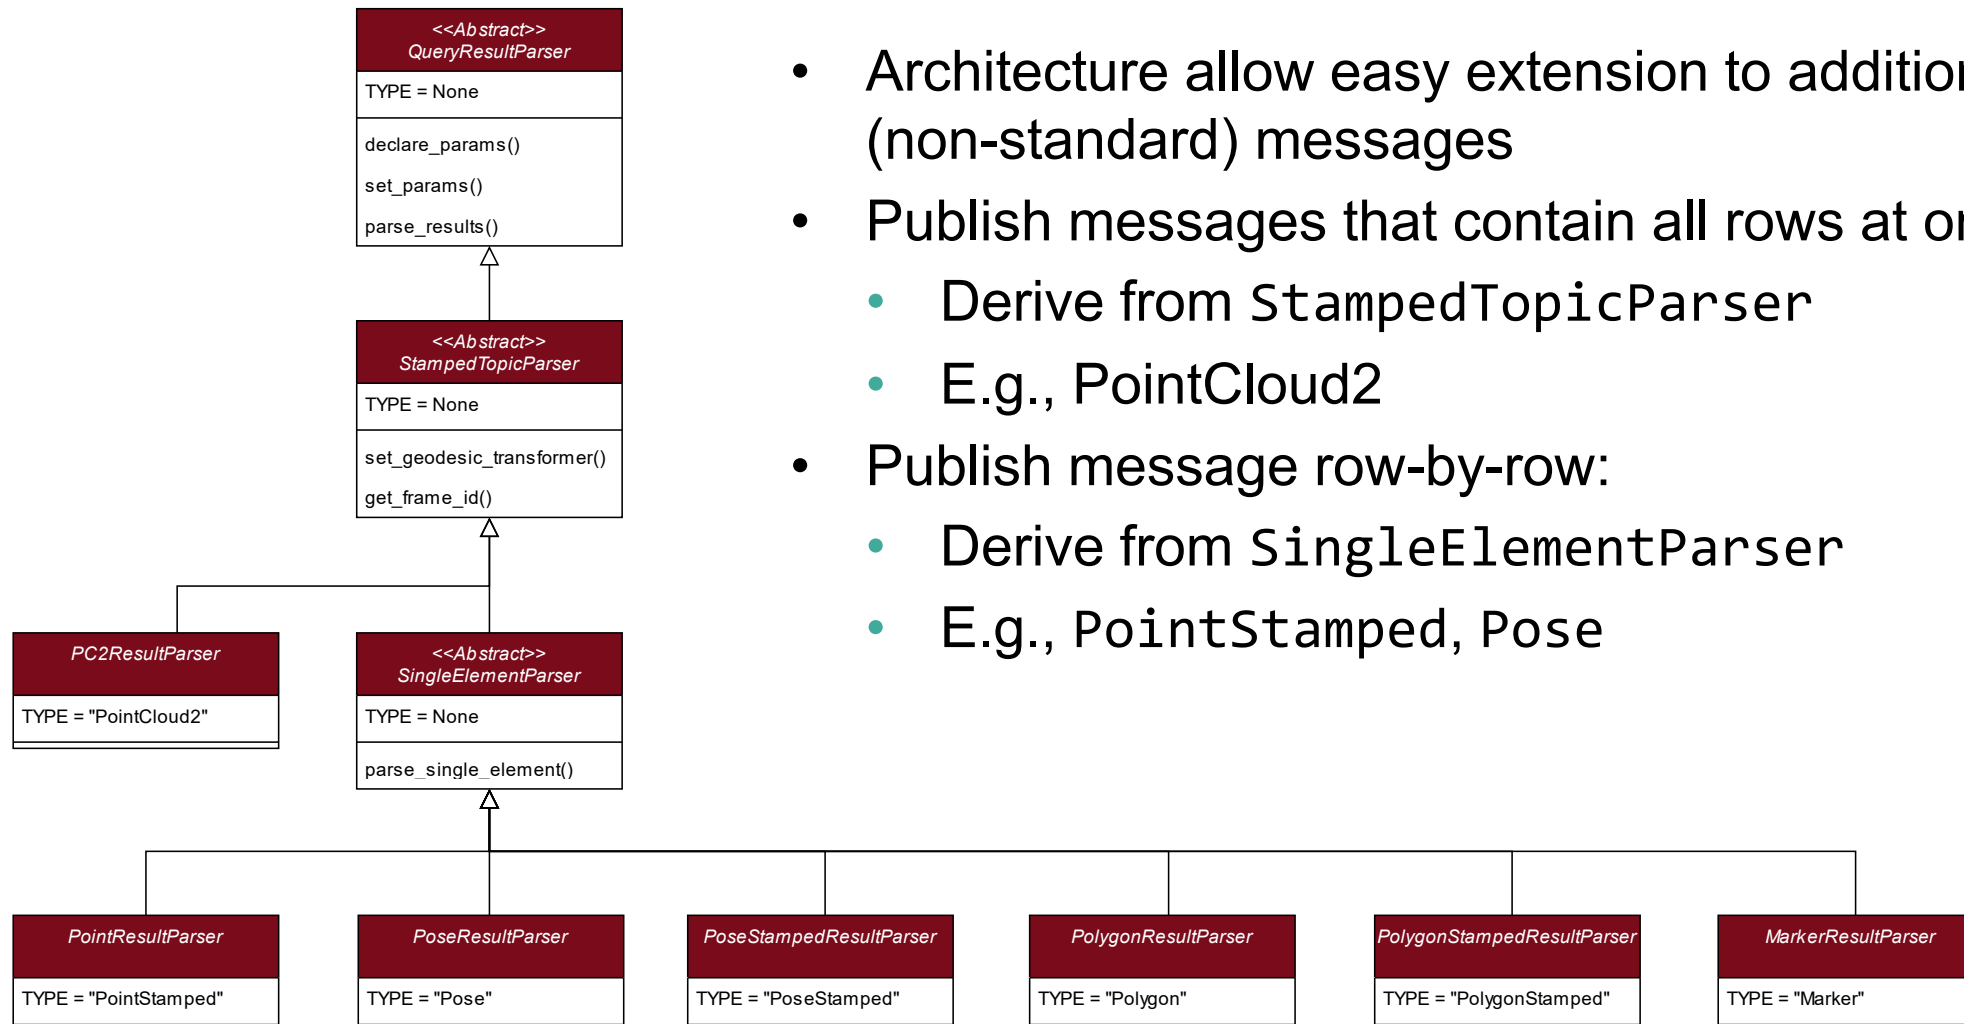 <<Abstract>>
QueryResultParser
TYPE = None
declare_params()
set_params()
parse_results()
<<Abstract>>
StampedTopicParser
TYPE = None
set_geodesic_transformer()
get_frame_id()
PC2ResultParser
TYPE = "PointCloud2"
<<Abstract>>
SingleElementParser
TYPE = None
parse_single_element()
PointResultParser
TYPE = "PointStamped"
PoseResultParser
TYPE = "Pose"
PoseStampedResultParser
TYPE = "PoseStamped"
PolygonResultParser
TYPE = "Polygon"
PolygonStampedResultParser
TYPE = "PolygonStamped"
MarkerResultParser
TYPE = "Marker"
• Architecture allow easy extension to
(non-standard) messages
• Publish messages that contain all rows at
• Derive from StampedTopicParser
• E.g., PointCloud2
• Publish message row-by-row:
• Derive from SingleElementParser
• E.g., PointStamped, Pose